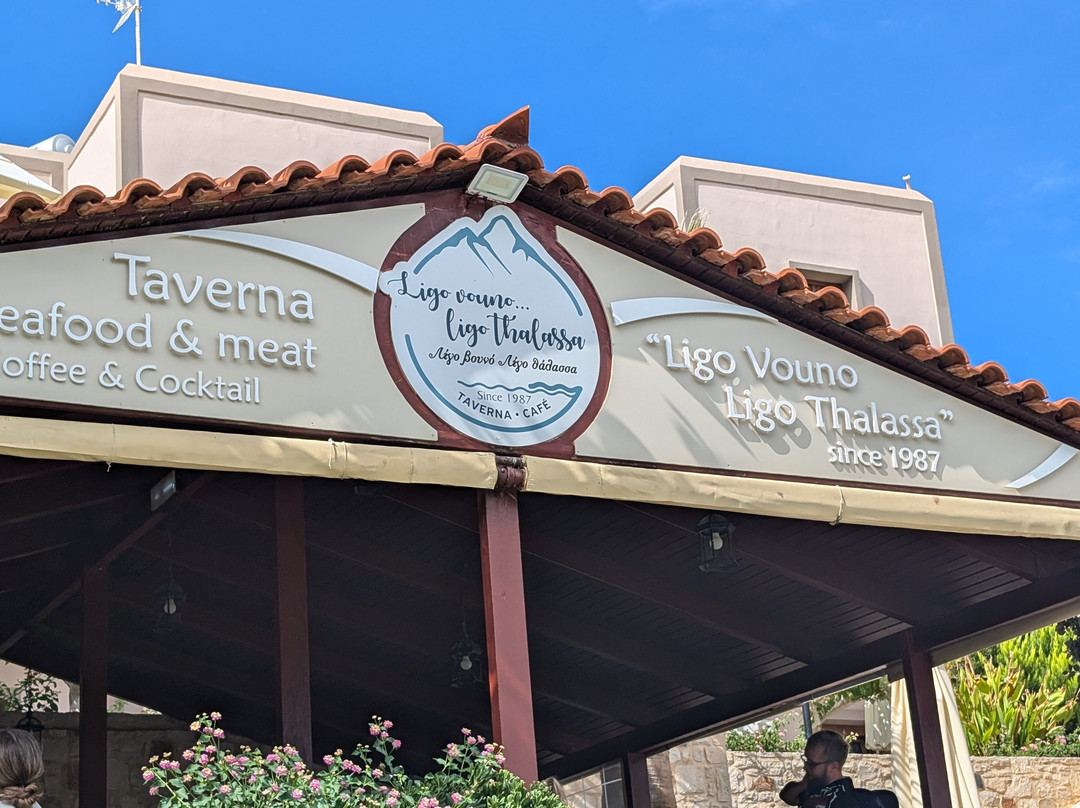 Taverna
eafood & meat
offee & Cocktail
Ligo vouno...
ligo thalassa
Λίγο βουνό Λίγο θάλασσα
Since 1987
TAVERNA • CAFÉ
“Ligo Vouno
Ligo Thalassa”
since 1987